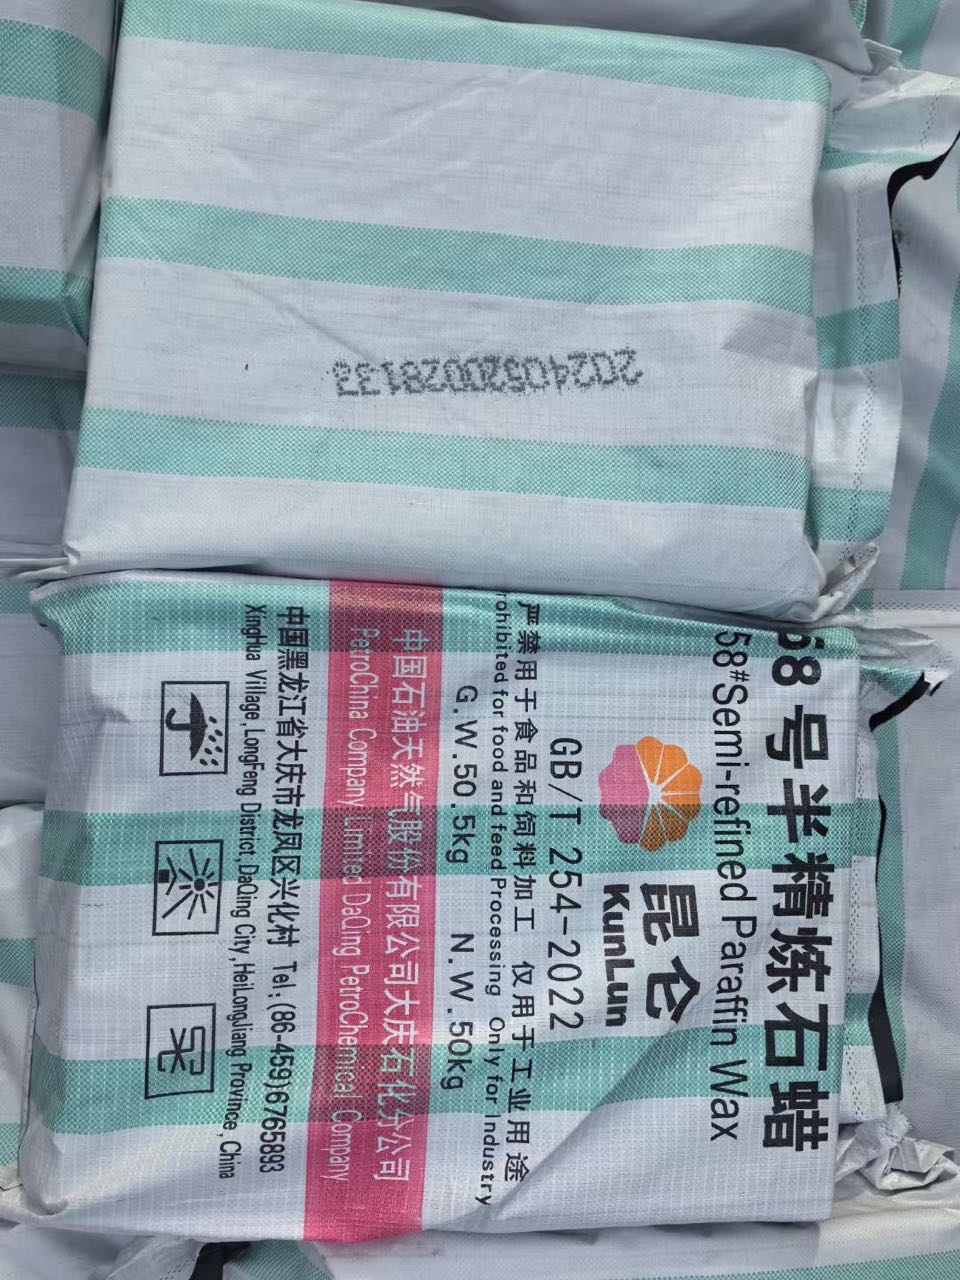 20240520028133
58 号半精炼石蜡
58#Semi-refined Paraffin Wax
昆仑
KunLun
GB/T 254-2022
严禁用于食品和饲料加工 仅用于工业用途
rohibited for food and feed Processing Only for Industry
G.W.50.5kg N.W.50kg
中国石油天然气股份有限公司大庆石化分公司
PetroChina Company Limited DaQing PetroChemical Company
中国黑龙江省大庆市龙凤区兴化村 Tel:(86-459)6765893
XingHua Village,LongFeng District,DaQing City,HeiLongJiang Province,China